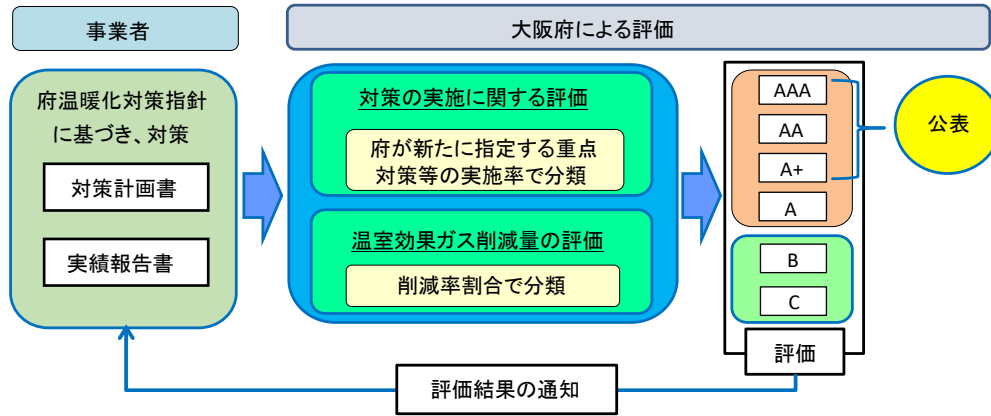 事業者
大阪府による評価
府温暖化対策指針
に基づき、対策
対策計画書
実績報告書
対策の実施に関する評価
府が新たに指定する重点
対策等の実施率で分類
温室効果ガス削減量の評価
削減率割合で分類
AAA
AA
A+
A
B
C
評価
公表
評価結果の通知